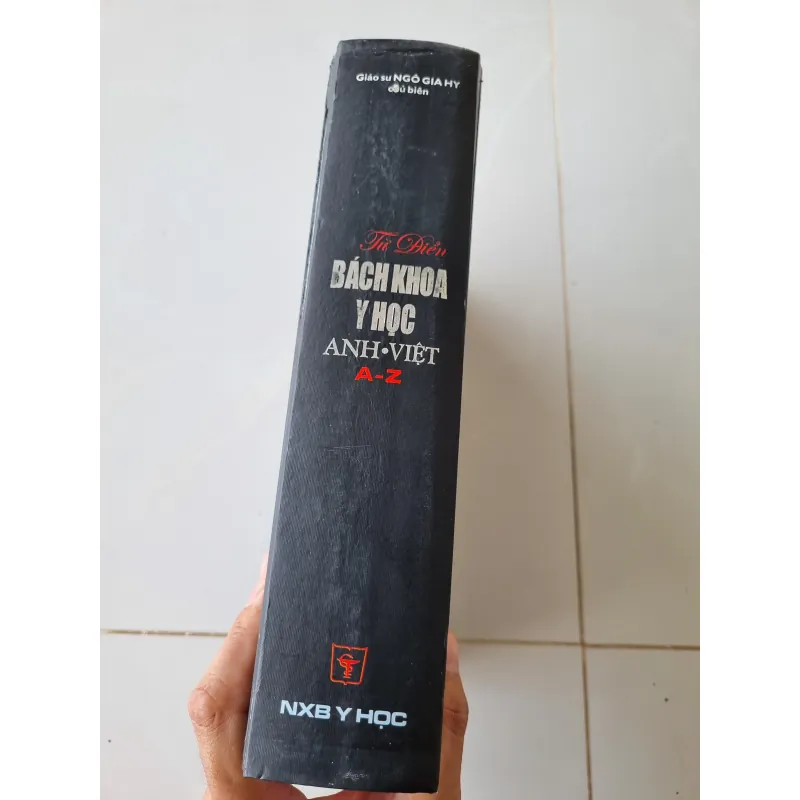 Giáo sư NGÔ GIA HY
chủ biên
Từ Điển
BÁCH KHOA
Y HỌC
ANH•VIỆT
A-Z
NXB Y HỌC